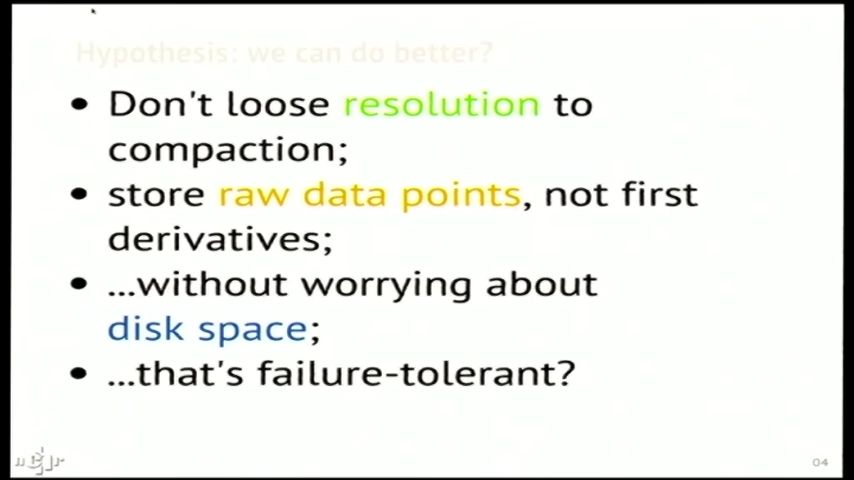 Hypothesis: we can do better?
• Don't loose resolution to
compaction;
• store raw data points, not first
derivatives;
• ...without worrying about
disk space;
• ...that's failure-tolerant?
04